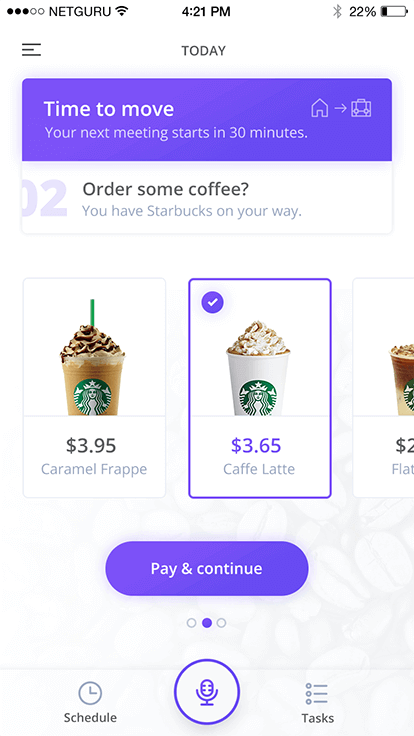 NETGURU 4:21 PM 22%
TODAY
Time to move
Your next meeting starts in 30 minutes.
02
Order some coffee?
You have Starbucks on your way.
$3.95
Caramel Frappe
$3.65
Caffe Latte
$2
Flat
Pay & continue
Schedule
Tasks